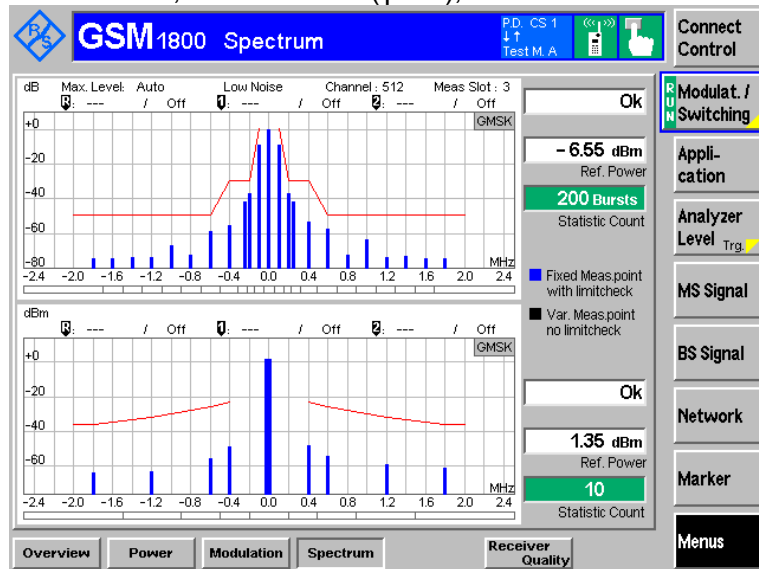 R&S
GSM1800 Spectrum
P.D. CS 1
Test M. A
Connect
Control
dB Max. Level: Auto Low Noise Channel : 512 Meas Slot : 3
R: --- / Off 1: --- / Off 2: --- / Off
GMSK
+0
-20
-40
-60
-80
MHz
-2.4 -2.0 -1.6 -1.2 -0.8 -0.4 0.0 0.4 0.8 1.2 1.6 2.0 2.4
Ok
- 6.55 dBm
Ref. Power
200 Bursts
Statistic Count
Fixed Meas.point
with limitcheck
Var. Meas.point
no limitcheck
dBm
R: --- / Off 1: --- / Off 2: --- / Off
GMSK
+0
-20
-40
-60
MHz
-2.4 -2.0 -1.6 -1.2 -0.8 -0.4 0.0 0.4 0.8 1.2 1.6 2.0 2.4
Ok
1.35 dBm
Ref. Power
10
Statistic Count
RUN
Modulat. /
Switching
Appli-
cation
Analyzer
Level Trg.
MS Signal
BS Signal
Network
Marker
Menus
Overview Power Modulation Spectrum Receiver
Quality